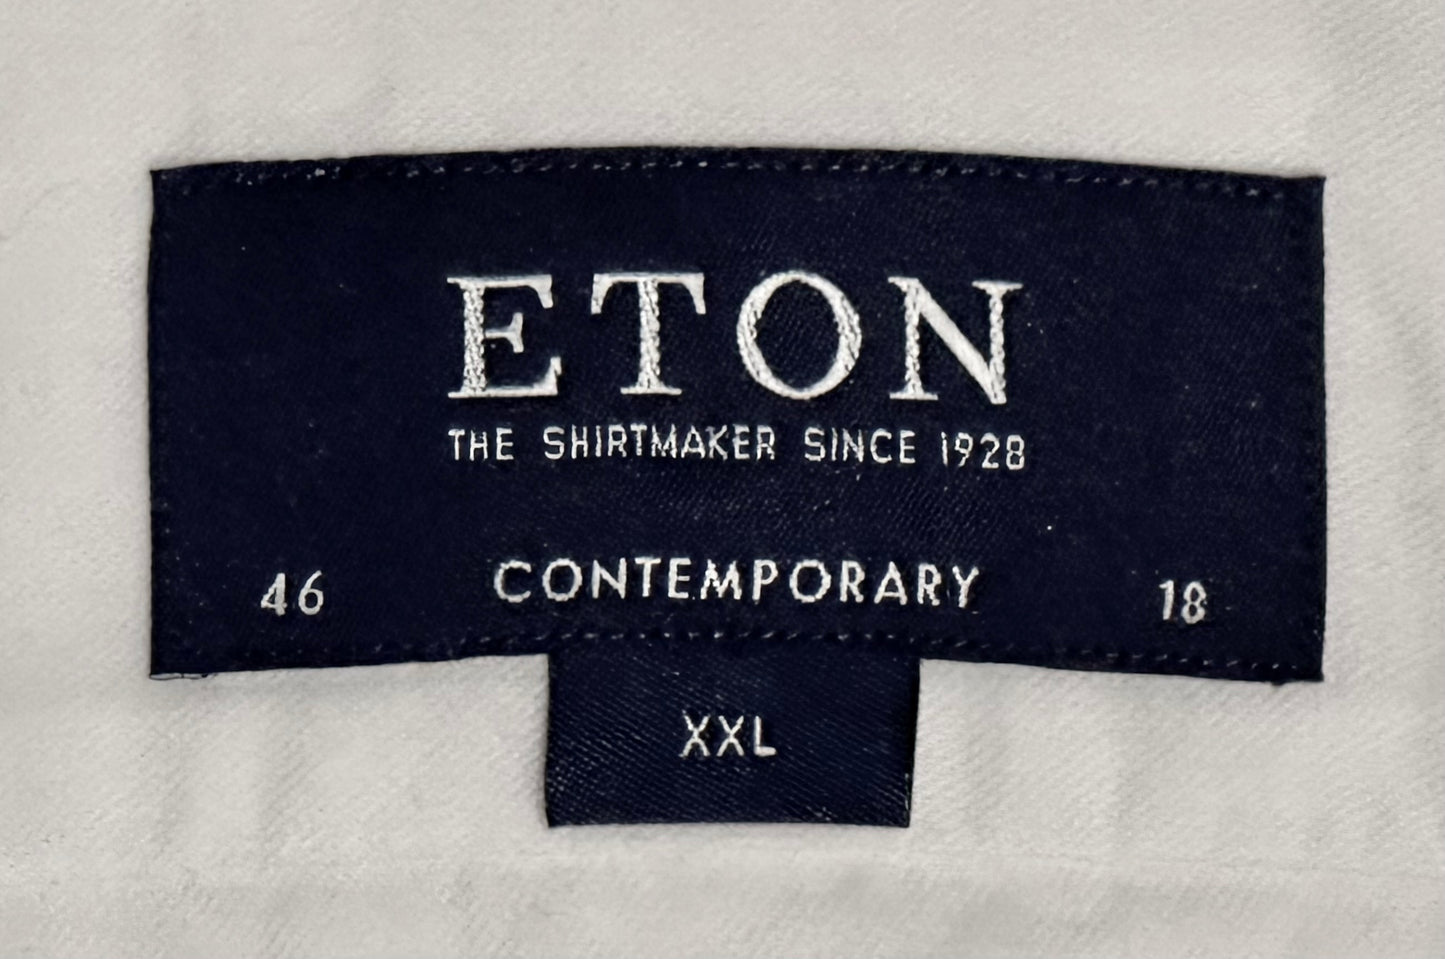 ETON
THE SHIRTMAKER SINCE 1928
46 CONTEMPORARY 18
XXL